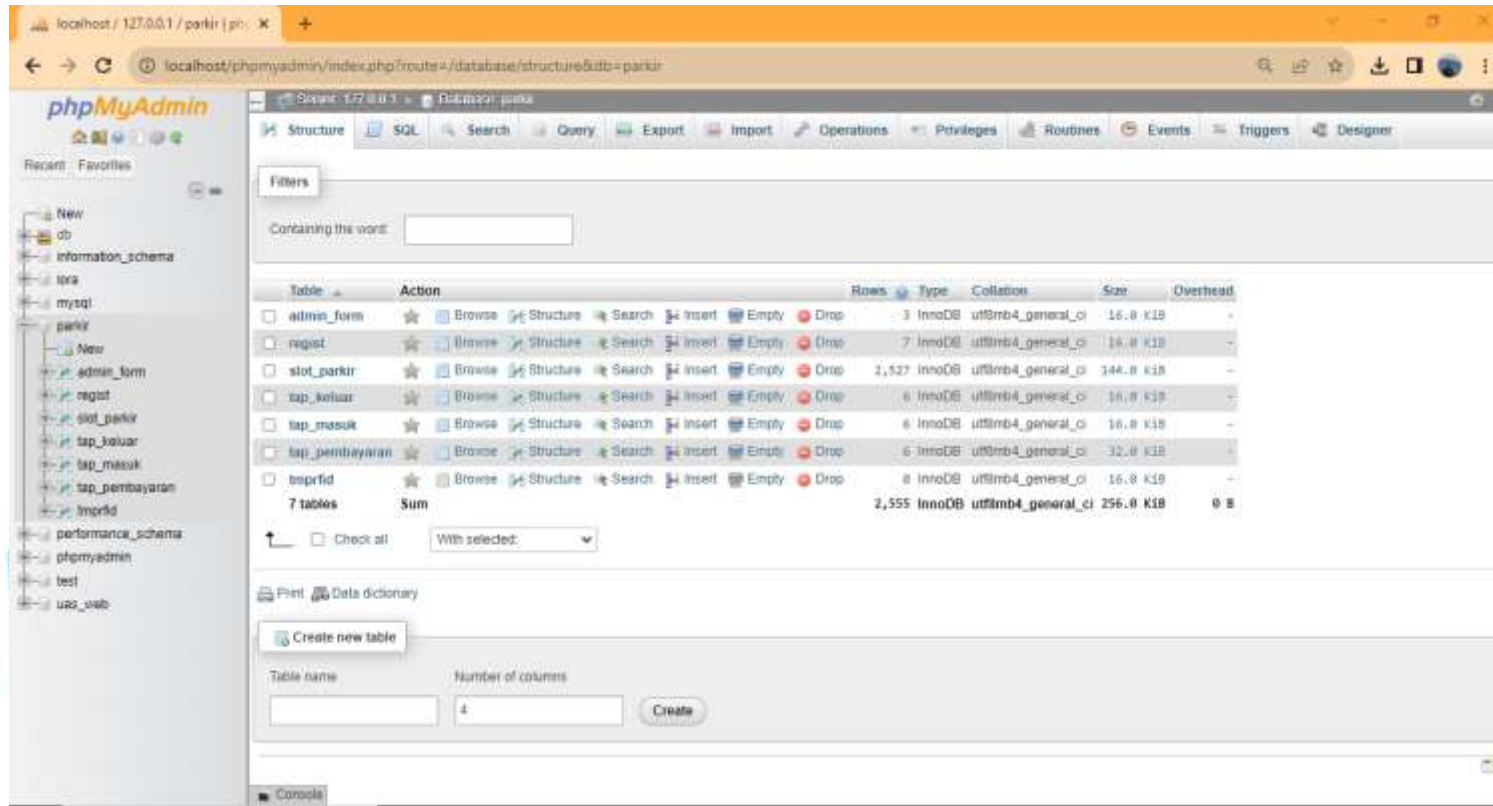 localhost / 127.0.0.1 / parkir | ph
localhost/phpmyadmin/index.php?route=/database/structure&db=parkir
phpMyAdmin
Recent Favorites
New
db
information_schema
mysql
parkir
New
admin_form
regist
slot_parkir
tap_keluar
tap_masuk
tap_pembayaran
tmprfid
performance_schema
phpmyadmin
test
uas_web
Server: 127.0.0.1 » Database: parkir
Structure SQL Search Query Export Import Operations Privileges Routines Events Triggers Designer
Filters
Containing the word:
Table Action Rows Type Collation Size Overhead
admin_form Browse Structure Search Insert Empty Drop 3 InnoDB utf8mb4_general_ci 16.0 KiB -
regist Browse Structure Search Insert Empty Drop 7 InnoDB utf8mb4_general_ci 16.0 KiB -
slot_parkir Browse Structure Search Insert Empty Drop 2,527 InnoDB utf8mb4_general_ci 144.0 KiB -
tap_keluar Browse Structure Search Insert Empty Drop 6 InnoDB utf8mb4_general_ci 16.0 KiB -
tap_masuk Browse Structure Search Insert Empty Drop 6 InnoDB utf8mb4_general_ci 16.0 KiB -
tap_pembayaran Browse Structure Search Insert Empty Drop 6 InnoDB utf8mb4_general_ci 32.0 KiB -
tmprfid Browse Structure Search Insert Empty Drop 0 InnoDB utf8mb4_general_ci 16.0 KiB -
7 tables Sum 2,555 InnoDB utf8mb4_general_ci 256.0 KiB 0 B
Check all With selected:
Print Data dictionary
Create new table
Table name Number of columns
4 Create
Console